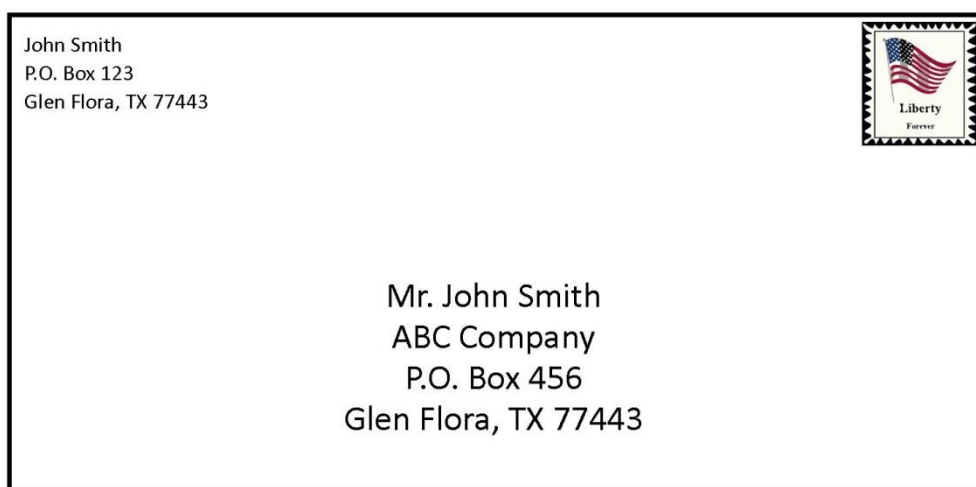 John Smith
P.O. Box 123
Glen Flora, TX 77443
Liberty
Forever
Mr. John Smith
ABC Company
P.O. Box 456
Glen Flora, TX 77443